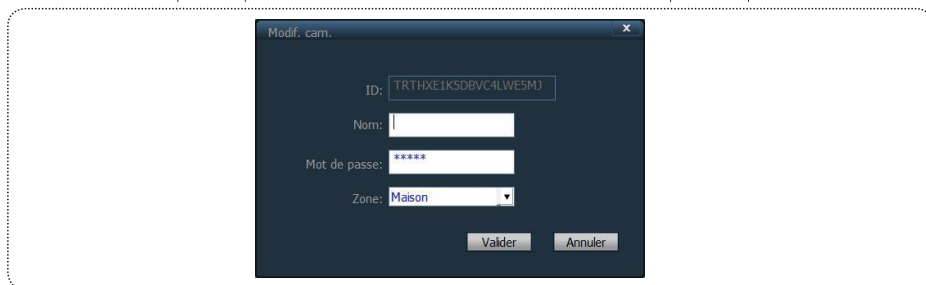 Modif. cam. x
ID: TRTHXE1K5DBVC4LWE5MJ
Nom:
Mot de passe: *****
Zone: Maison
Valider Annuler